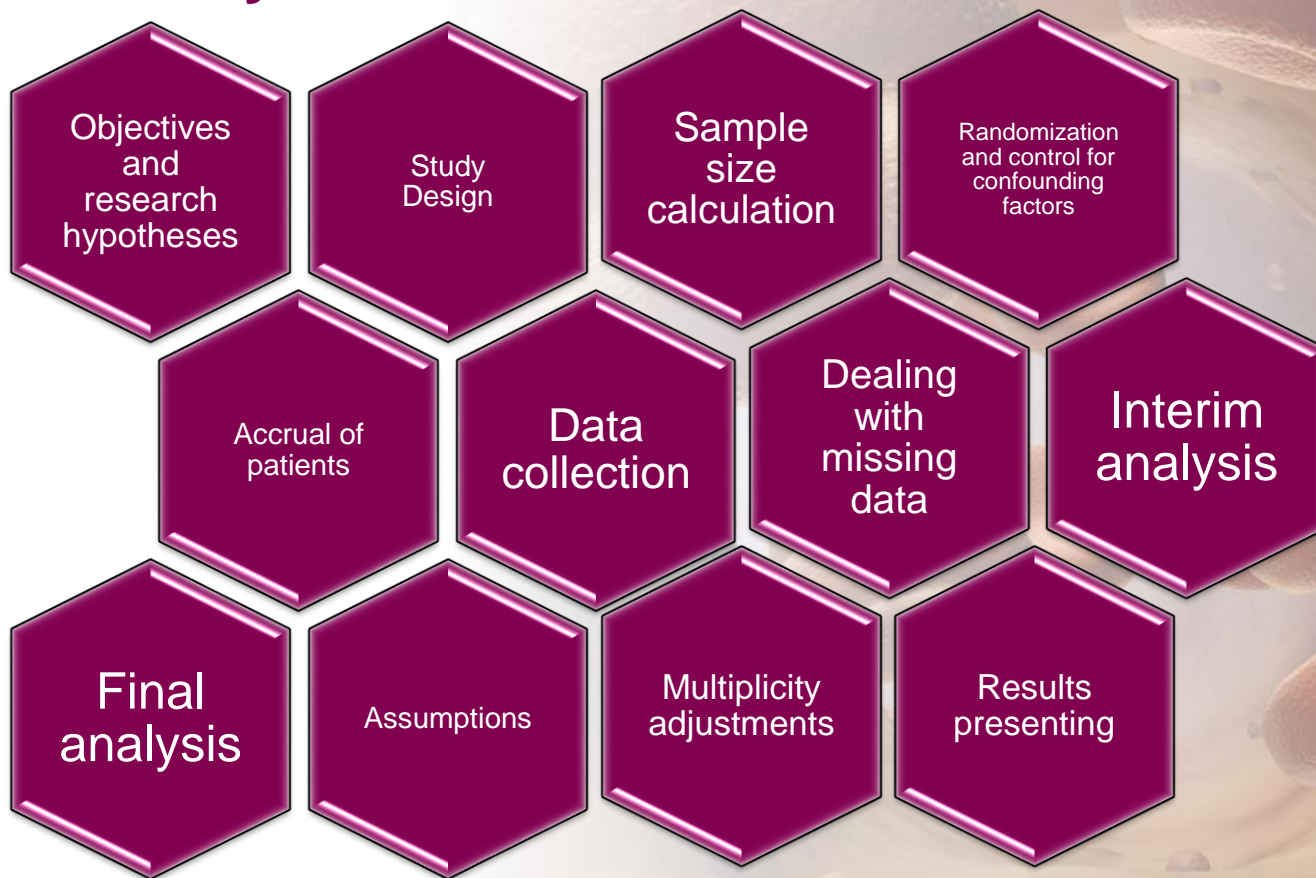 Objectives
and
research
hypotheses
Study
Design
Sample
size
calculation
Randomization
and control for
confounding
factors
Accrual of
patients
Data
collection
Dealing
with
missing
data
Interim
analysis
Final
analysis
Assumptions
Multiplicity
adjustments
Results
presenting